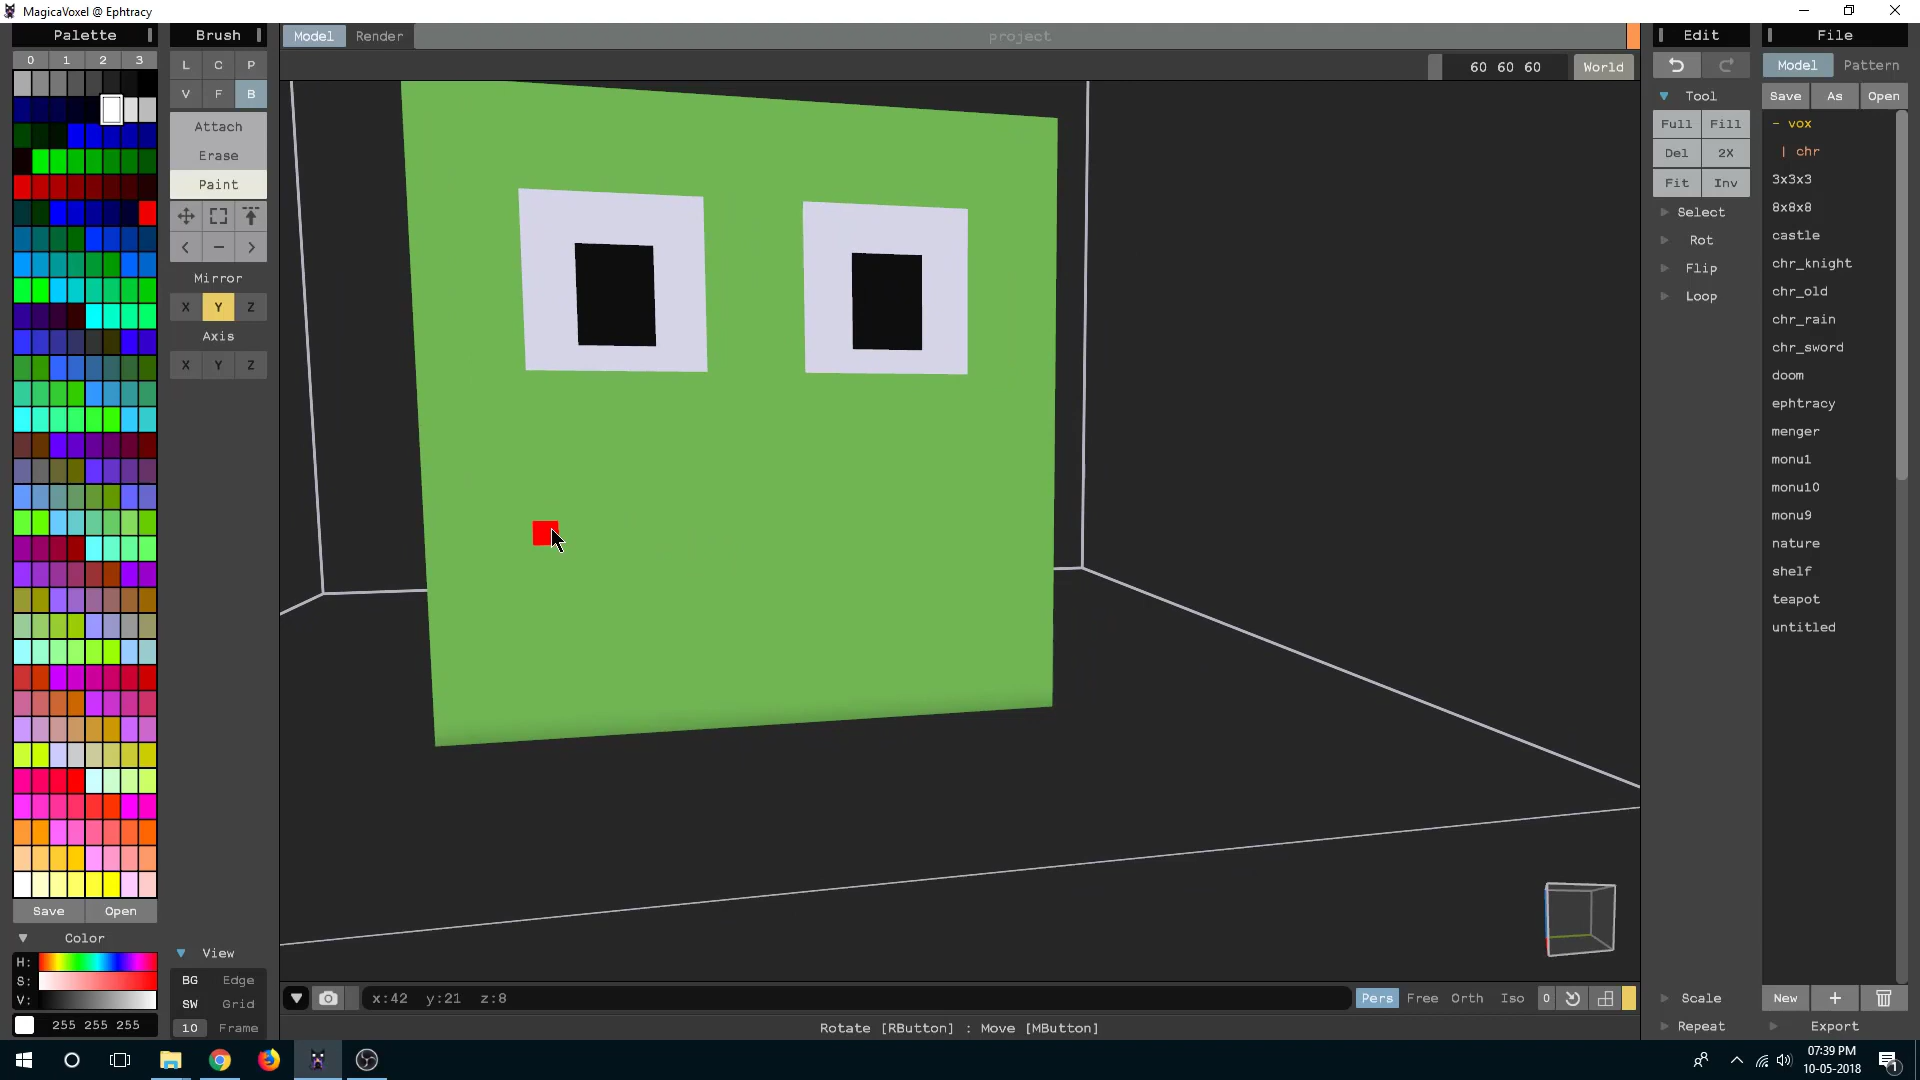 MagicaVoxel @ Ephtracy
Palette
Brush
Model
Render
project
Edit
File
0 1 2 3
L C P
V F B
60 60 60
World
Model
Pattern
Tool
Save
As
Open
Attach
Erase
Paint
Full
Fill
Del
2X
Fit
Inv
Select
Rot
Flip
Loop
- vox
| chr
3x3x3
8x8x8
castle
chr_knight
chr_old
chr_rain
chr_sword
doom
ephtracy
menger
monu1
monu10
monu9
nature
shelf
teapot
untitled
< - >
Mirror
X Y Z
Axis
X Y Z
Save
Open
Color
H:
S:
V:
255 255 255
View
BG
Edge
SW
Grid
10
Frame
x:42 y:21 z:8
Pers
Free
Orth
Iso
0
Rotate [RButton] : Move [MButton]
Scale
Repeat
New
+
Export
07:39 PM
10-05-2018
1